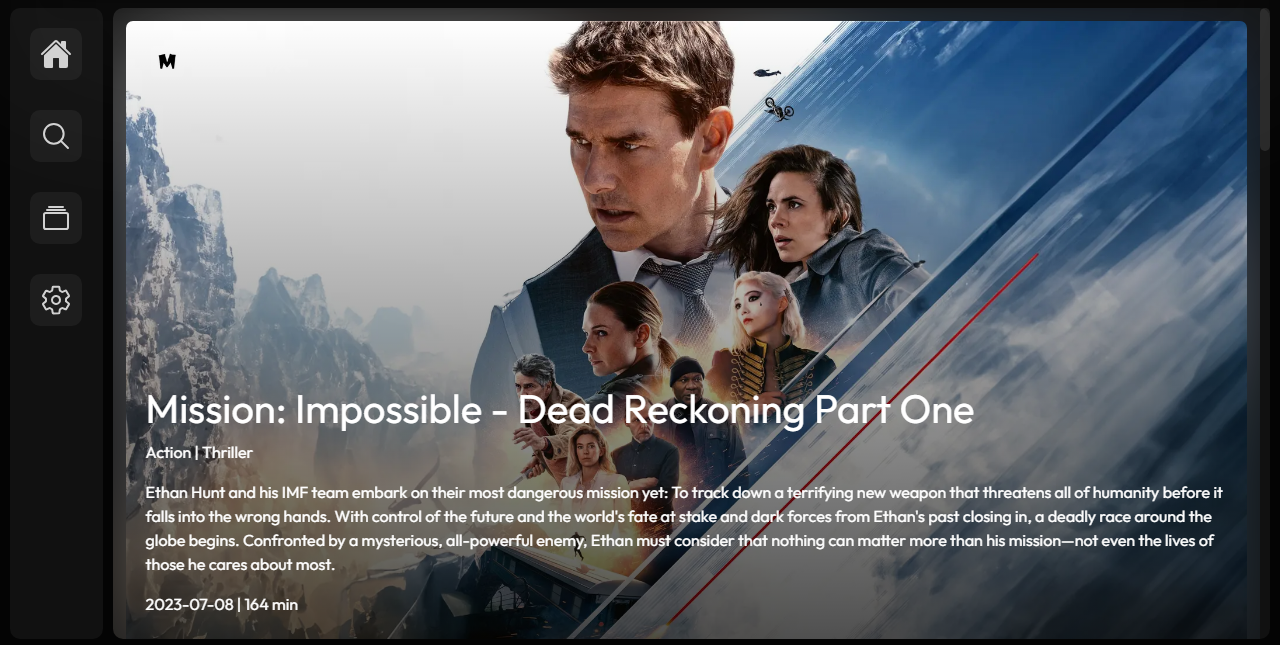 M
Mission: Impossible - Dead Reckoning Part One
Action | Thriller
Ethan Hunt and his IMF team embark on their most dangerous mission yet: To track down a terrifying new weapon that threatens all of humanity before it
falls into the wrong hands. With control of the future and the world's fate at stake and dark forces from Ethan's past closing in, a deadly race around the
globe begins. Confronted by a mysterious, all-powerful enemy, Ethan must consider that nothing can matter more than his mission—not even the lives of
those he cares about most.
2023-07-08 | 164 min